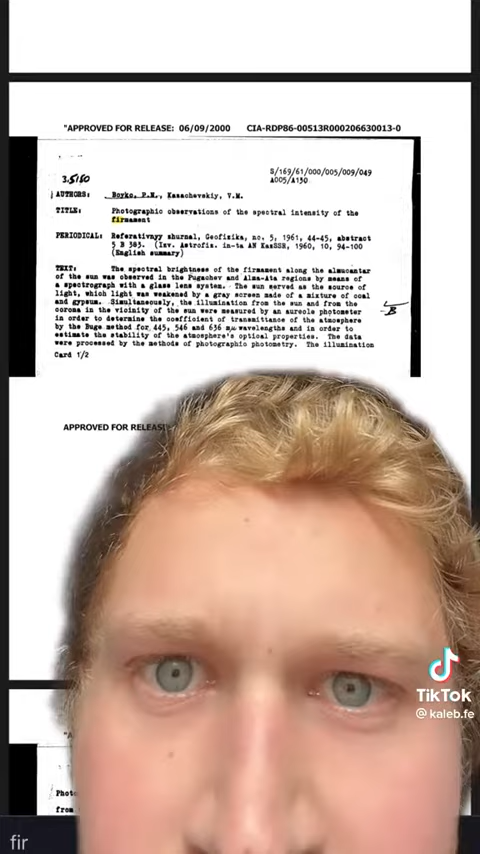 "APPROVED FOR RELEASE: 06/09/2000 CIA-RDP86-00513R000206630013-0
3.5150
S/169/61/000/005/009/049
A005/A130
AUTHORS: Boyko, P.N., Kazachevskiy, V.M.
TITLE: Photographic observations of the spectral intensity of the
firmament
PERIODICAL: Referativnyy zhurnal, Geofizika, no. 5, 1961, 44-45, abstract
5 B 383. (Izv. Astrofiz. in-ta AN KazSSR, 1960, 10, 94-100
(English summary)
TEXT: The spectral brightness of the firmament along the almucantar
of the sun was observed in the Pugachev and Alma-Ata regions by means of
a spectrograph with a glass lens system. The sun served as the source of
light, which light was weakened by a gray screen made of a mixture of coal
and gypsum. Simultaneously, the illumination from the sun and from the
corona in the vicinity of the sun were measured by an aureole photometer
in order to determine the coefficient of transmittance of the atmosphere
by the Buge method for 445, 546 and 636 mμ wavelengths and in order to
estimate the stability of the atmosphere's optical properties. The data
were processed by the methods of photographic photometry. The illumination
Card 1/2
B
APPROVED FOR RELEASE:
TikTok
@kaleb.fe
"A
Photo
from
fir